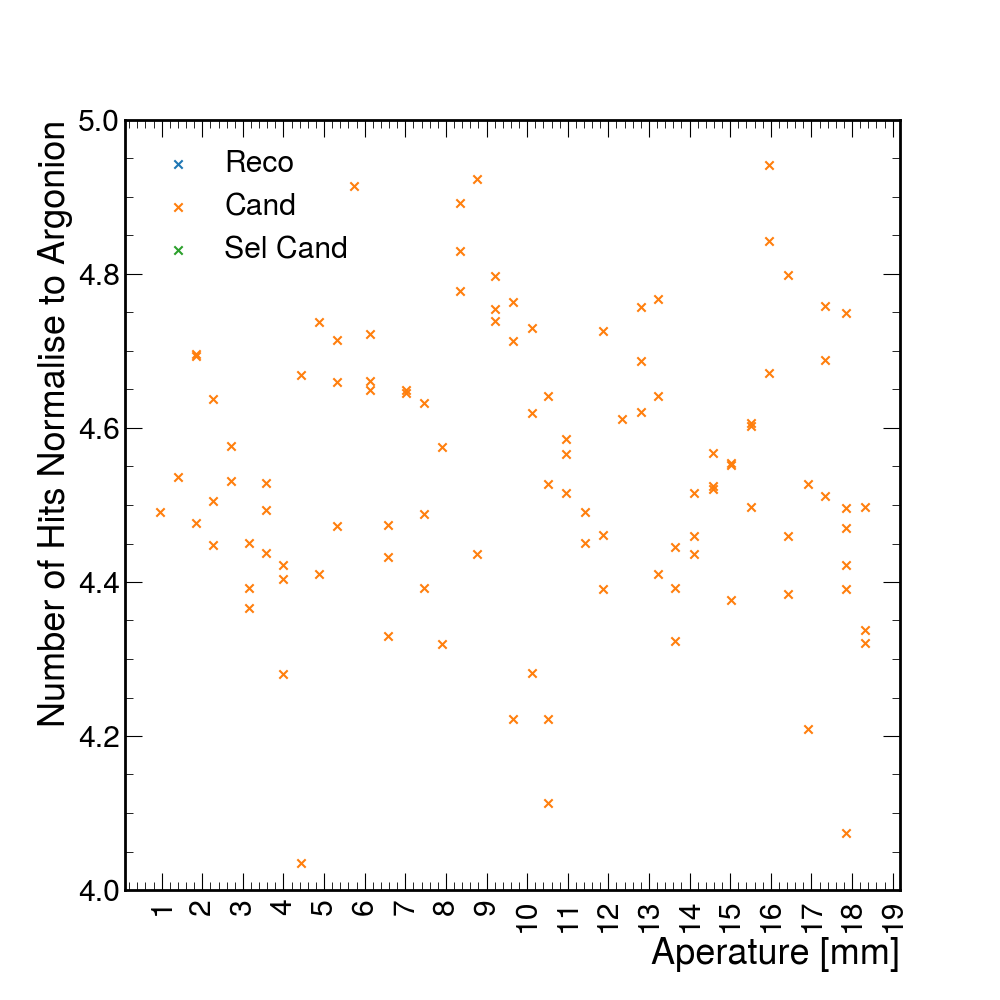 5.0
4.8
4.6
4.4
4.2
4.0
Number of Hits Normalise to Argonion
Reco
Cand
Sel Cand
1 2 3 4 5 6 7 8 9 10 11 12 13 14 15 16 17 18 19
Aperature [mm]